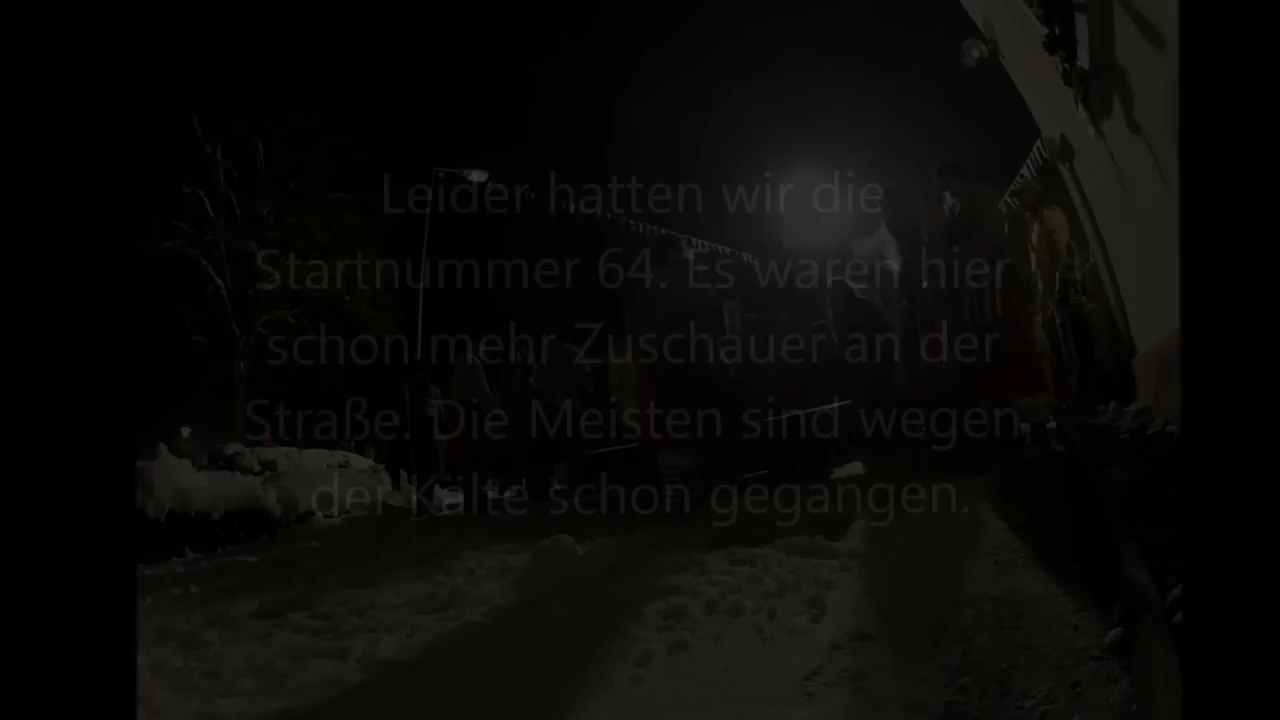 Leider hatten wir die
Startnummer 64. Es waren hier
schon mehr Zuschauer an der
Straße. Die Meisten sind wegen
der Kälte schon gegangen.